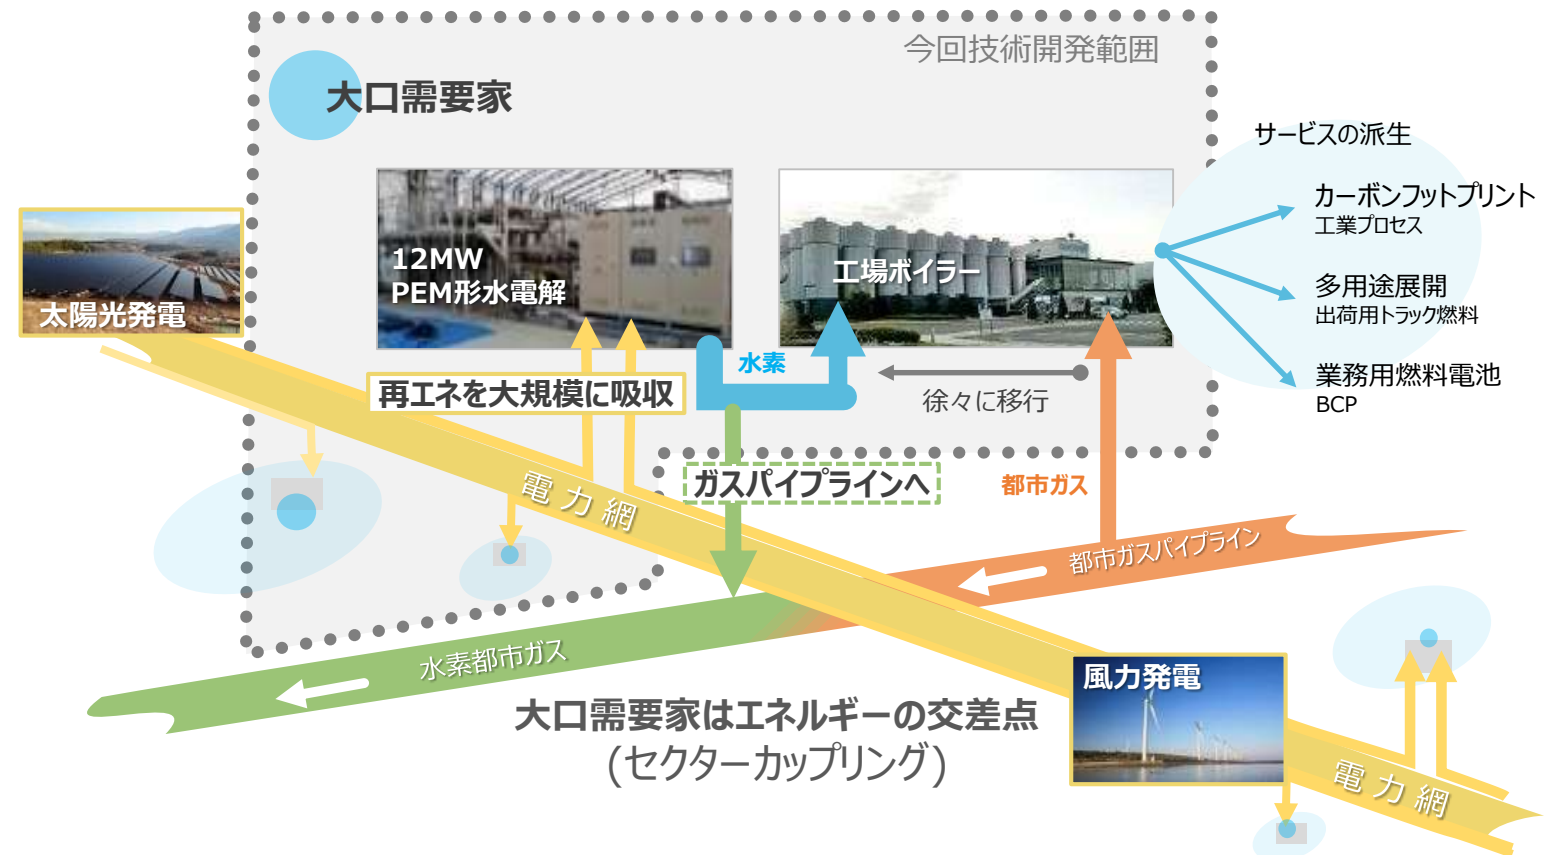 今回技術開発範囲
大口需要家
サービスの派生
カーボンフットプリント
工業プロセス
多用途展開
出荷用トラック燃料
業務用燃料電池
BCP
12MW
PEM形水電解
工場ボイラー
太陽光発電
水素
再エネを大規模に吸収
徐々に移行
ガスパイプラインへ
都市ガス
電力網
都市ガスパイプライン
水素都市ガス
大口需要家はエネルギーの交差点
(セクターカップリング)
風力発電
電力網